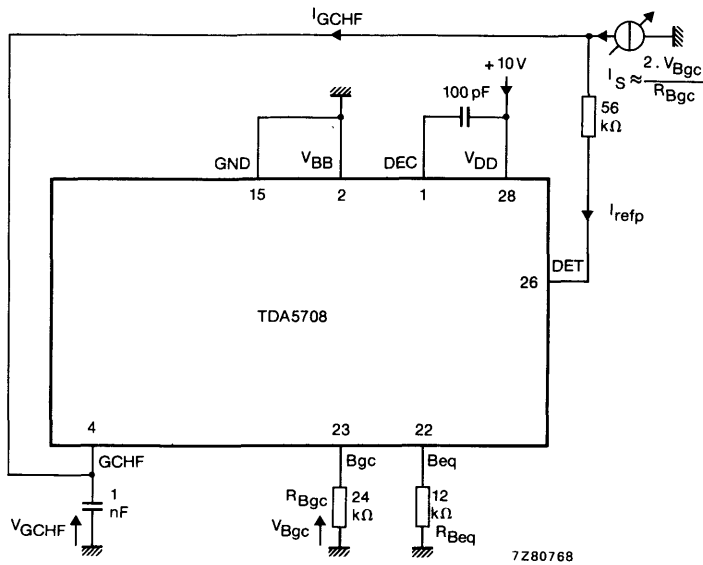 I_GCHF
I_S ≈ 2 . V_Bgc / R_Bgc
+10 V
100 pF
56
kΩ
GND
V_BB
DEC
V_DD
15
2
1
28
I_refp
DET
26
TDA5708
4
23
22
GCHF
Bgc
Beq
1
nF
V_GCHF
R_Bgc
24
kΩ
V_Bgc
12
kΩ
R_Beq
7Z80768